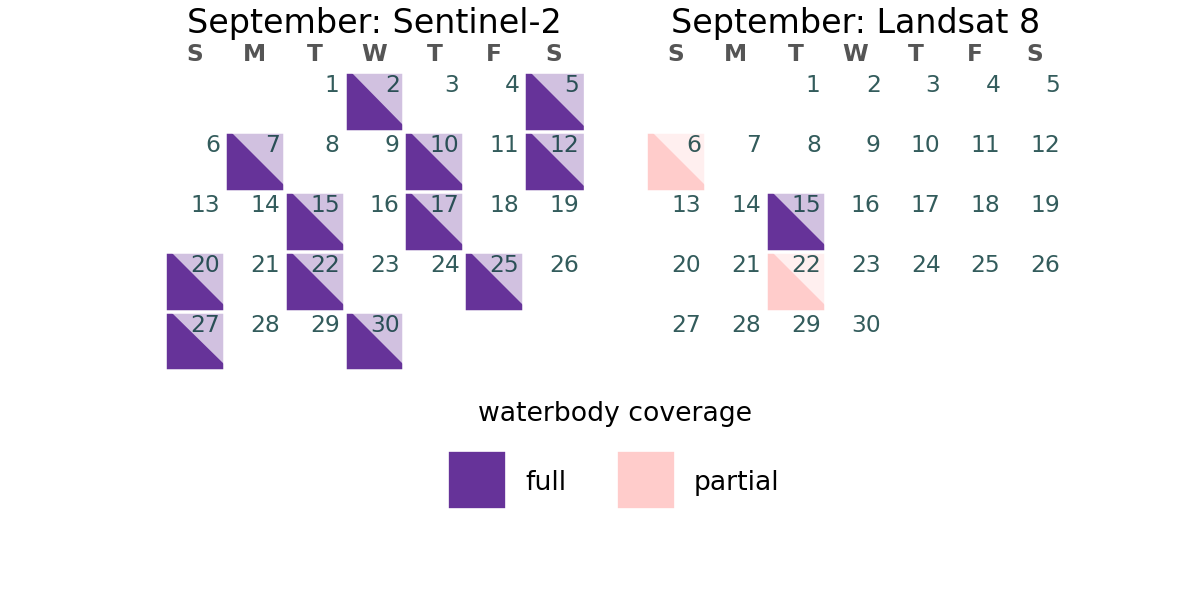 September: Sentinel-2
S M T W T F S
1 2 3 4 5
6 7 8 9 10 11 12
13 14 15 16 17 18 19
20 21 22 23 24 25 26
27 28 29 30
September: Landsat 8
S M T W T F S
1 2 3 4 5
6 7 8 9 10 11 12
13 14 15 16 17 18 19
20 21 22 23 24 25 26
27 28 29 30
waterbody coverage
full
partial